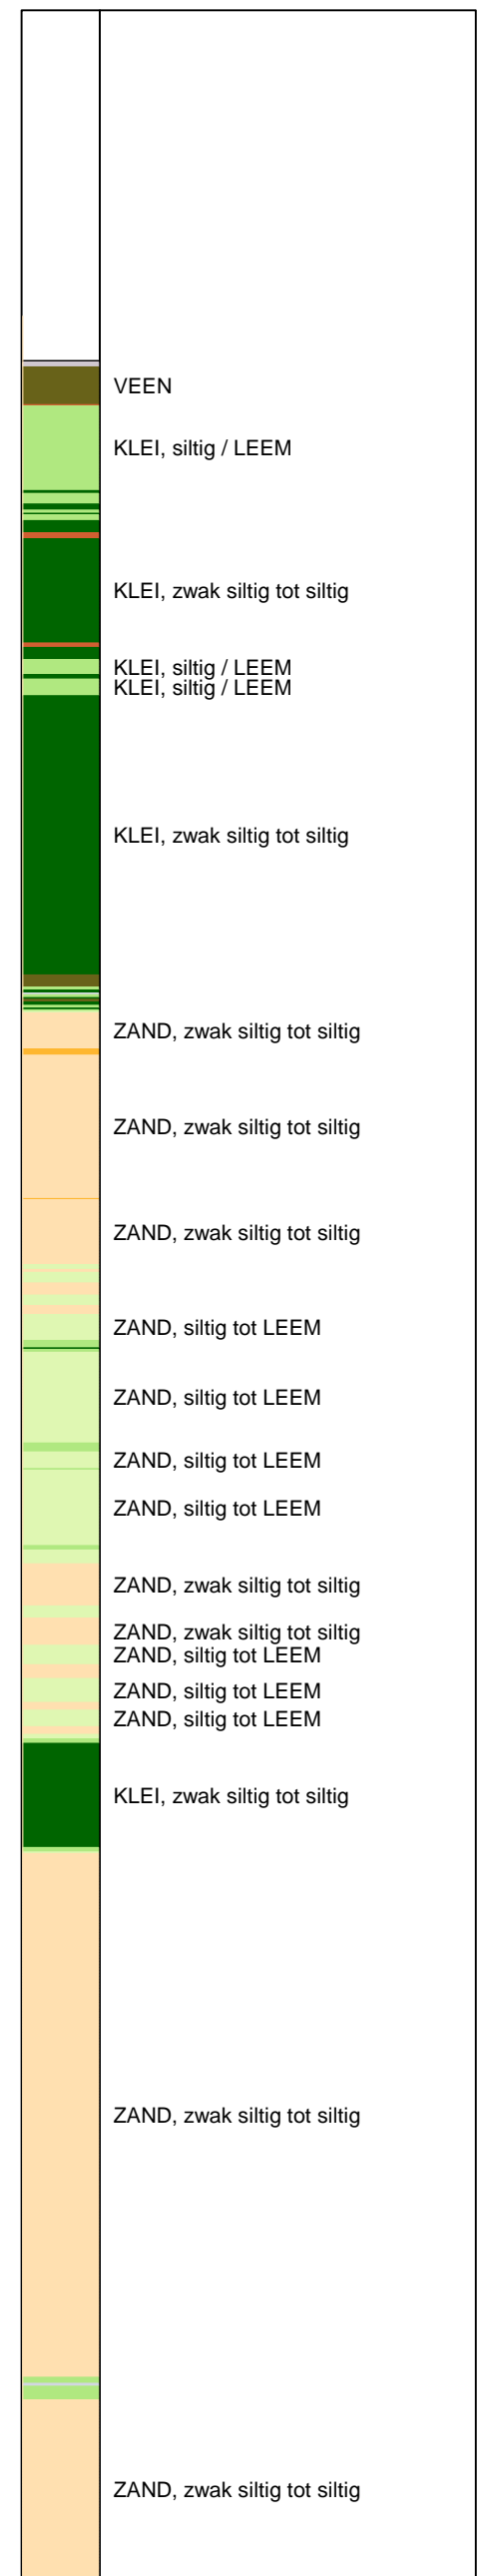 VEEN
KLEI, siltig / LEEM
KLEI, zwak siltig tot siltig
KLEI, siltig / LEEM
KLEI, siltig / LEEM
KLEI, zwak siltig tot siltig
ZAND, zwak siltig tot siltig
ZAND, zwak siltig tot siltig
ZAND, zwak siltig tot siltig
ZAND, siltig tot LEEM
ZAND, siltig tot LEEM
ZAND, siltig tot LEEM
ZAND, siltig tot LEEM
ZAND, zwak siltig tot siltig
ZAND, zwak siltig tot siltig
ZAND, siltig tot LEEM
ZAND, siltig tot LEEM
ZAND, siltig tot LEEM
KLEI, zwak siltig tot siltig
ZAND, zwak siltig tot siltig
ZAND, zwak siltig tot siltig